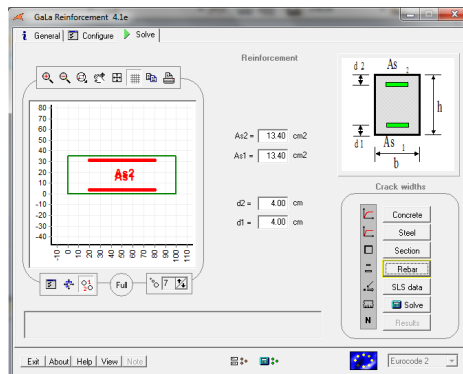 GaLa Reinforcement 4.1e
i General Configure Solve
Reinforcement
80
70
60
50
40
30
20
10
0
-10
-20
-30
-40
-10
0
10
20
30
40
50
60
70
80
90
100
110
As2
As1
Full
7
As2 = 13.40 cm2
As1 = 13.40 cm2
d2 = 4.00 cm
d1 = 4.00 cm
d 2
As 2
h
d 1
As 1
b
Crack widths
Concrete
Steel
Section
Rebar
SLS data
Solve
N Results
Exit About Help View Note
Eurocode 2